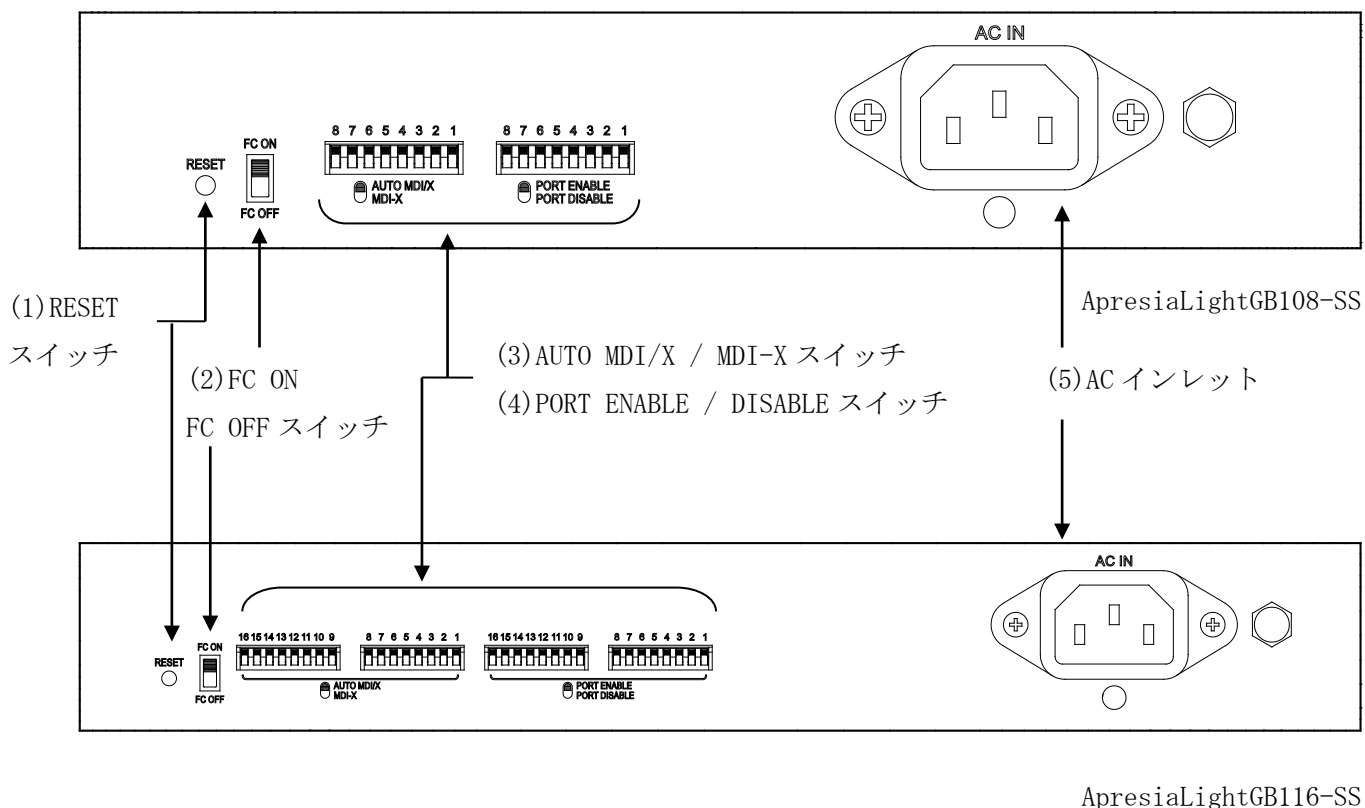 AC IN
8 7 6 5 4 3 2 1
8 7 6 5 4 3 2 1
FC ON
RESET
AUTO MDI/X
MDI-X
PORT ENABLE
PORT DISABLE
FC OFF
(1)RESET
スイッチ
ApresiaLightGB108-SS
(2)FC ON
FC OFF スイッチ
(3)AUTO MDI/X / MDI-X スイッチ
(4)PORT ENABLE / DISABLE スイッチ
(5)AC インレット
AC IN
16 15 14 13 12 11 10 9
8 7 6 5 4 3 2 1
16 15 14 13 12 11 10 9
8 7 6 5 4 3 2 1
FC ON
RESET
FC OFF
AUTO MDI/X
MDI-X
PORT ENABLE
PORT DISABLE
ApresiaLightGB116-SS